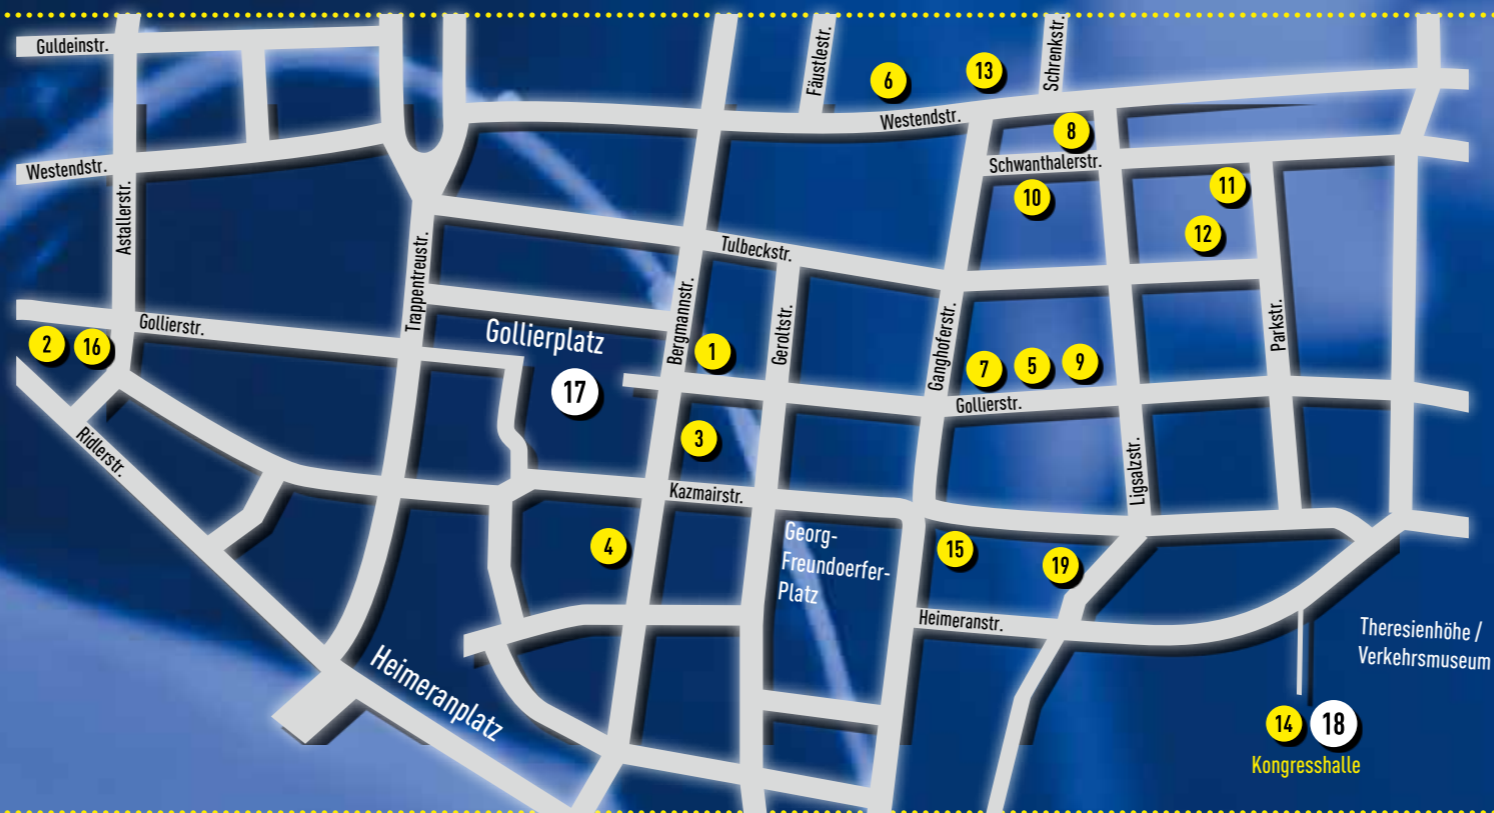 Guldeinstr.
Fäustlestr.
Schrenkstr.
6
13
Westendstr.
8
Westendstr.
Schwanthalerstr.
Astallerstr.
10
11
12
Trappentreustr.
Tulbeckstr.
Bergmannstr.
Geroltstr.
Ganghoferstr.
Parkstr.
2
16
Gollierstr.
Gollierplatz
17
1
7
5
9
Gollierstr.
3
Ridlerstr.
Kazmairstr.
Ligsalzstr.
4
Georg-
Freundoerfer-
Platz
15
19
Heimeranstr.
Heimeranplatz
Theresienhöhe /
Verkehrsmuseum
14
18
Kongresshalle